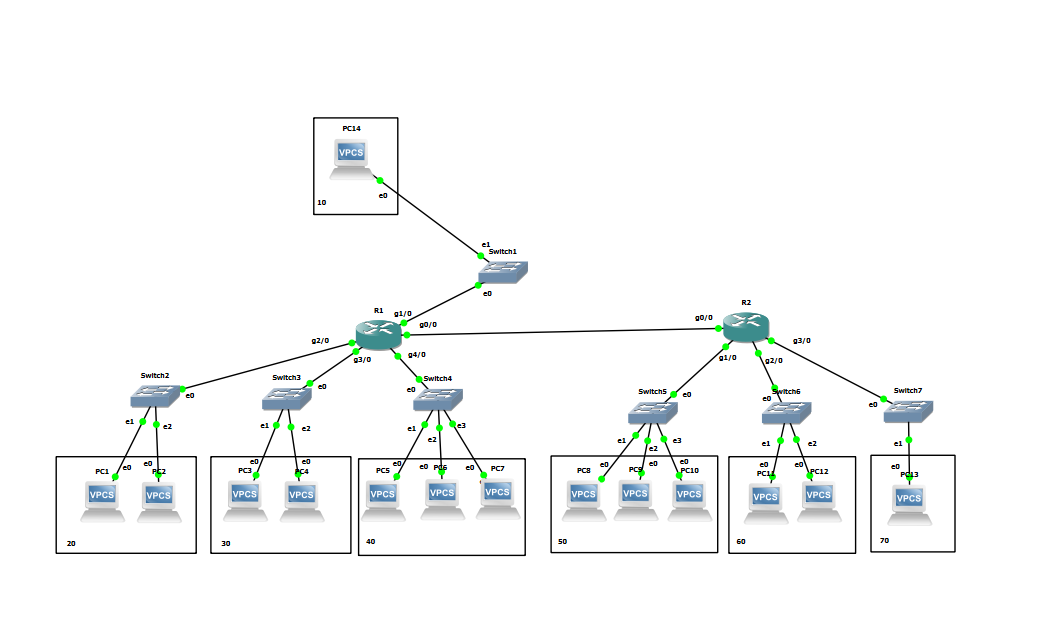 PC14
VPCS
e0
10
e1
Switch1
e0
R1
g1/0
g0/0
g2/0
g3/0
g4/0
R2
g0/0
g1/0
g2/0
g3/0
Switch2
e0
e1
e2
Switch3
e0
e1
e2
Switch4
e0
e1
e2
e3
Switch5
e0
e1
e2
e3
Switch6
e0
e1
e2
Switch7
e0
e1
PC1
e0
VPCS
PC2
e0
VPCS
20
PC3
e0
VPCS
PC4
e0
VPCS
30
PC5
e0
VPCS
PC6
e0
VPCS
PC7
e0
VPCS
40
PC8
e0
VPCS
PC9
e0
VPCS
PC10
e0
VPCS
50
PC11
e0
VPCS
PC12
e0
VPCS
60
PC13
e0
VPCS
70